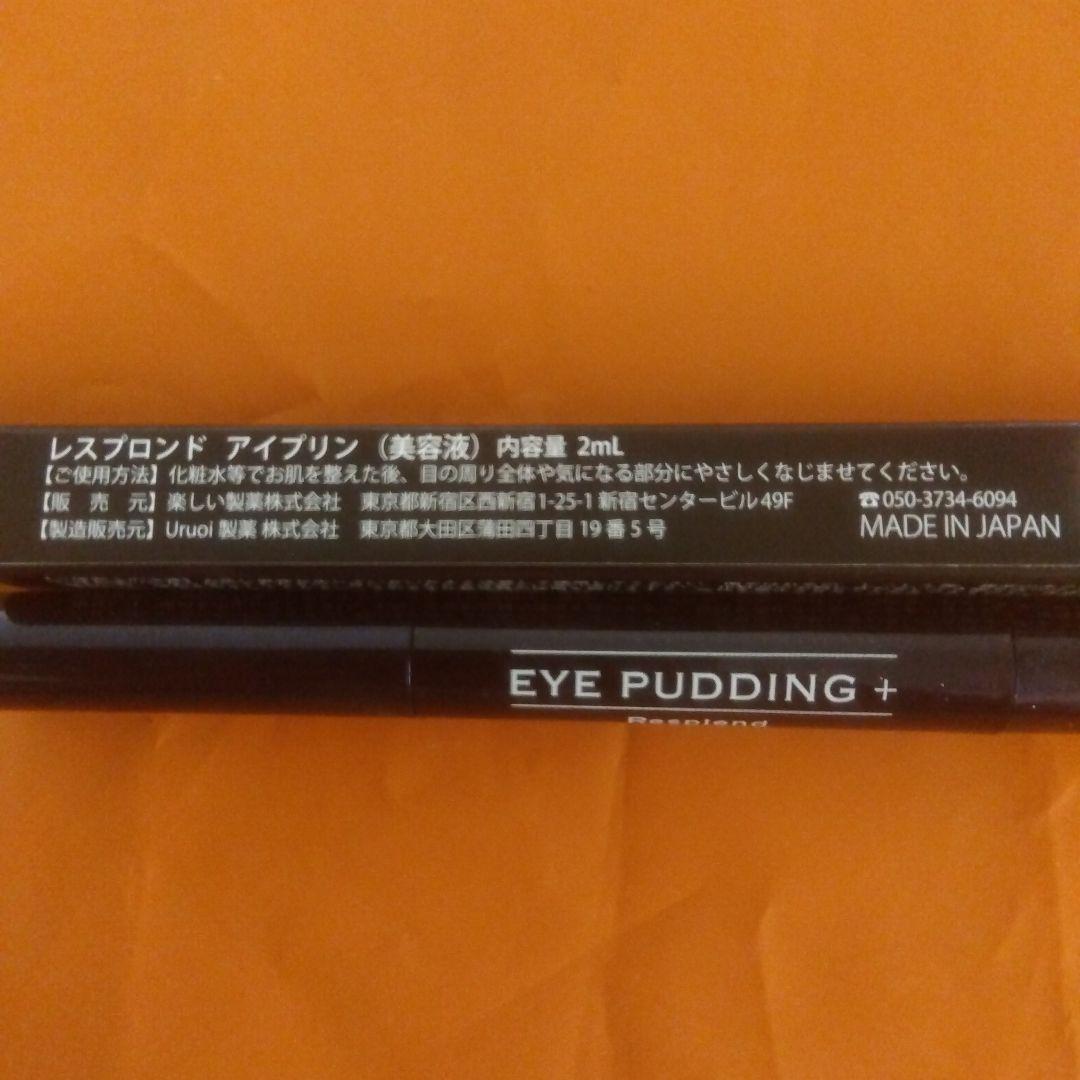 レスプロンド アイプリン（美容液）内容量 2mL
【ご使用方法】化粧水等でお肌を整えた後、目の周り全体や気になる部分にやさしくなじませてください。
【販 売 元】楽しい製薬株式会社 東京都新宿区西新宿1-25-1 新宿センタービル49F ☎050-3734-6094
【製造販売元】Uruoi 製薬 株式会社 東京都大田区蒲田四丁目 19 番 5 号 MADE IN JAPAN
EYE PUDDING +
Resplend